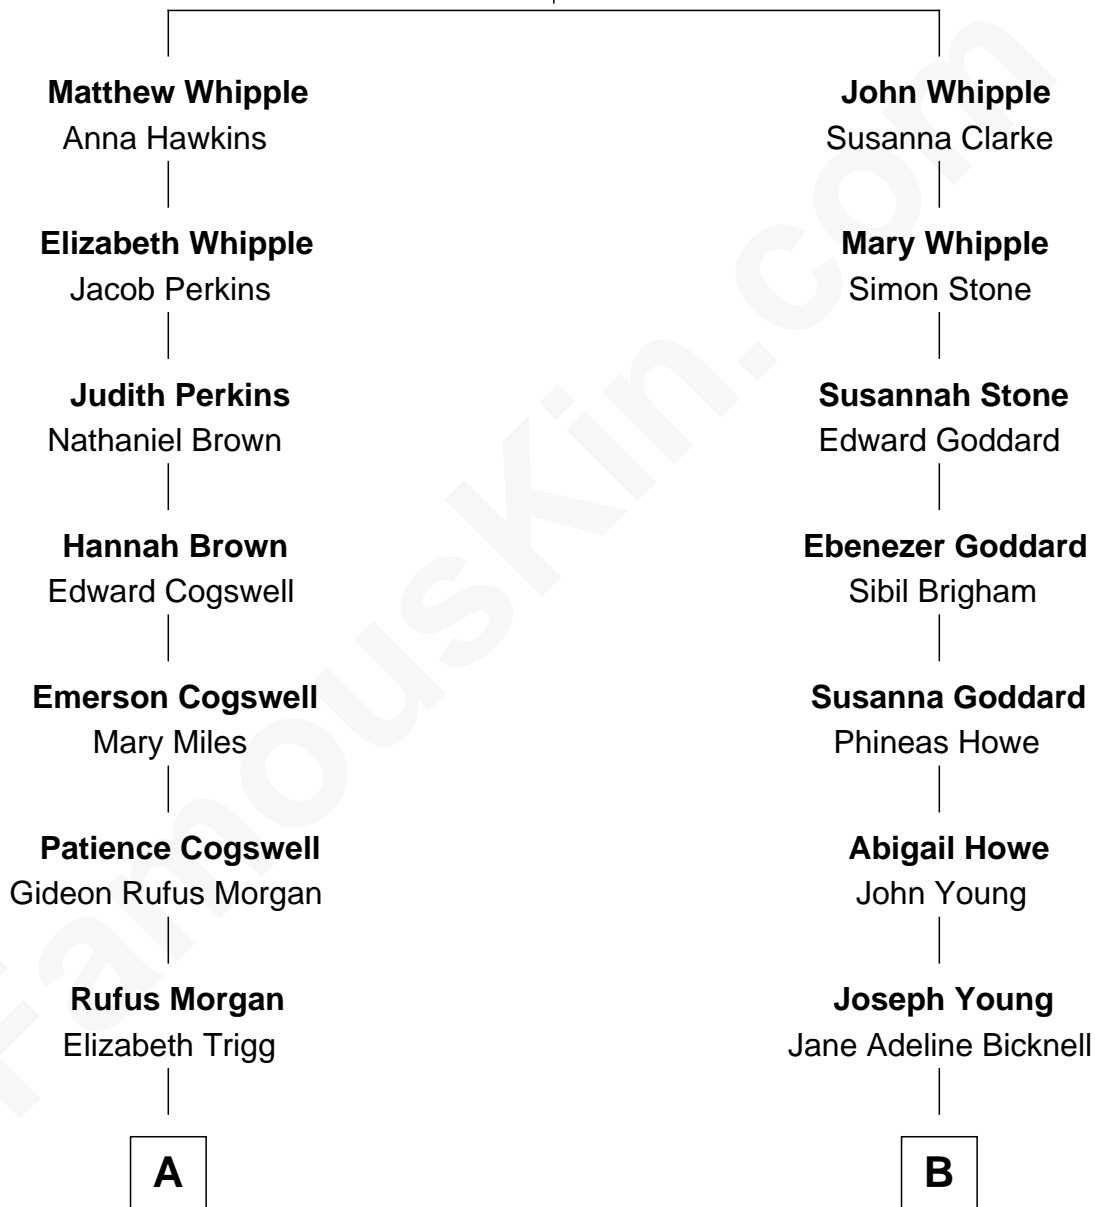 Matthew Whipple
Anna Hawkins
Elizabeth Whipple
Jacob Perkins
Judith Perkins
Nathaniel Brown
Hannah Brown
Edward Cogswell
Emerson Cogswell
Mary Miles
Patience Cogswell
Gideon Rufus Morgan
Rufus Morgan
Elizabeth Trigg
A
John Whipple
Susanna Clarke
Mary Whipple
Simon Stone
Susannah Stone
Edward Goddard
Ebenezer Goddard
Sibil Brigham
Susanna Goddard
Phineas Howe
Abigail Howe
John Young
Joseph Young
Jane Adeline Bicknell
B
FamousKin.com